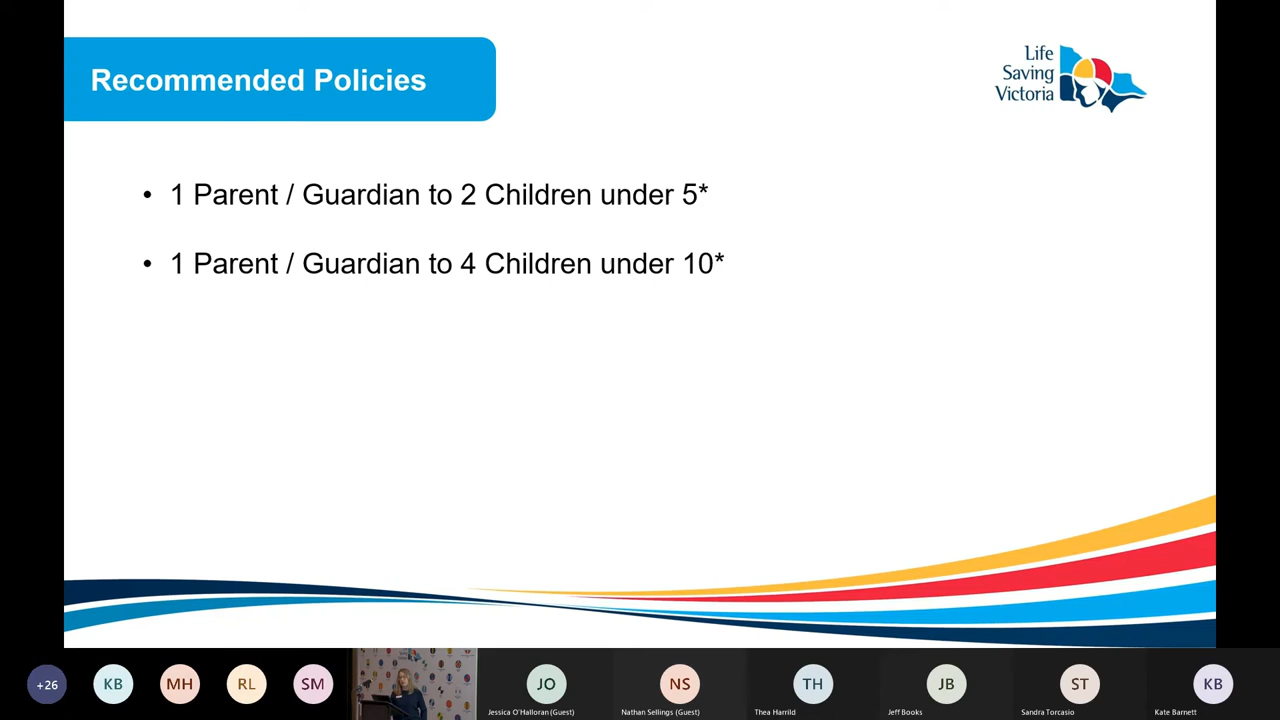 Recommended Policies
Life
Saving
Victoria
• 1 Parent / Guardian to 2 Children under 5*
• 1 Parent / Guardian to 4 Children under 10*
+26
KB
MH
RL
SM
JO
NS
TH
JB
ST
KB
Jessica O'Halloran (Guest)
Nathan Sellings (Guest)
Thea Harrild
Jeff Books
Sandra Torcasio
Kate Barnett